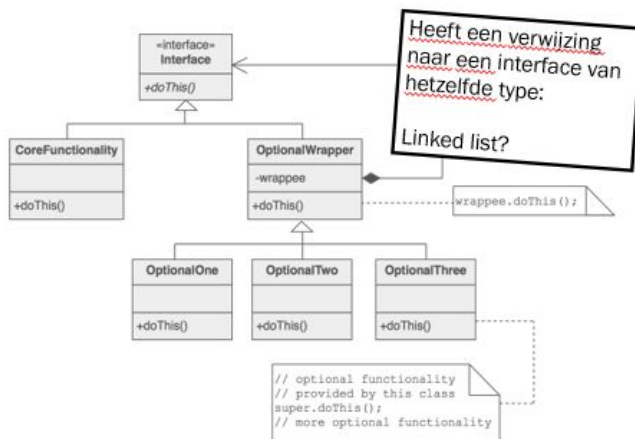 «interface»
Interface
+doThis()
Heeft een verwijzing
naar een interface van
hetzelfde type:
Linked list?
CoreFunctionality
+doThis()
OptionalWrapper
-wrappee
+doThis()
wrappee.doThis();
OptionalOne
+doThis()
OptionalTwo
+doThis()
OptionalThree
+doThis()
// optional functionality
// provided by this class
super.doThis();
// more optional functionality